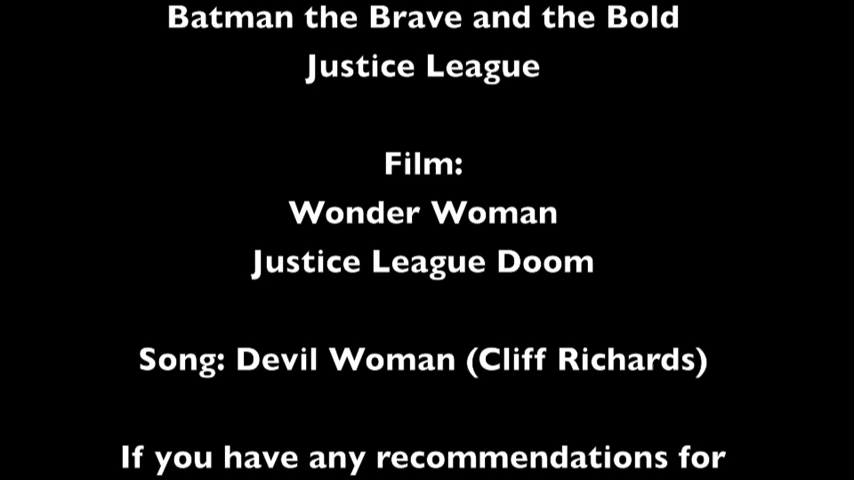 Batman the Brave and the Bold
Justice League
Film:
Wonder Woman
Justice League Doom
Song: Devil Woman (Cliff Richards)
If you have any recommendations for